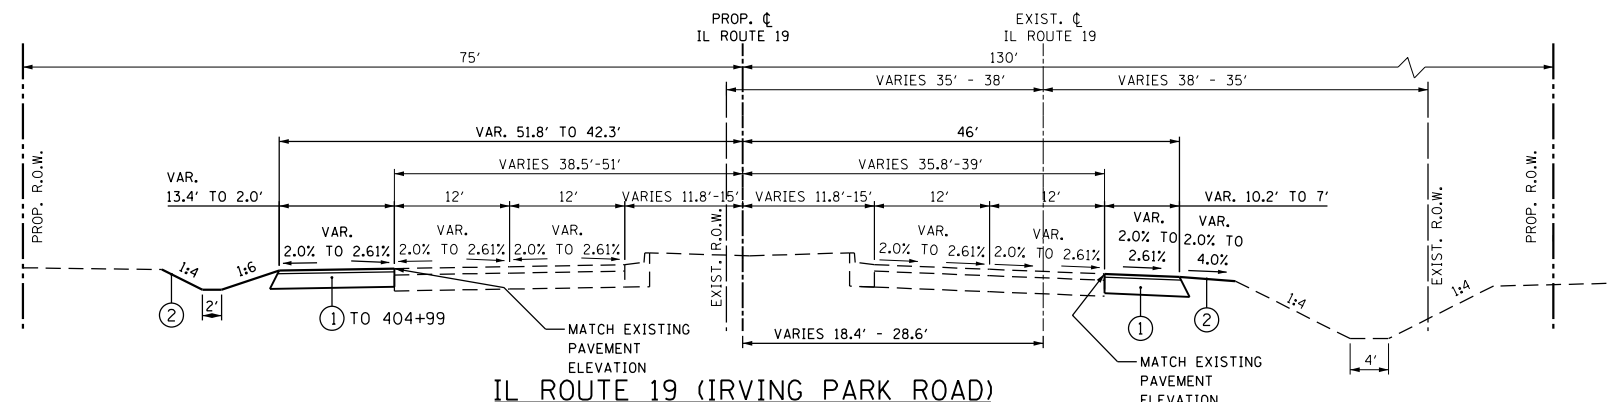 PROP. ℄
IL ROUTE 19
EXIST. ℄
IL ROUTE 19
75'
130'
VARIES 35' - 38'
VARIES 38' - 35'
VAR. 51.8' TO 42.3'
46'
VARIES 38.5'-51'
VARIES 35.8'-39'
VAR.
13.4' TO 2.0'
12'
12'
VARIES 11.8'-15'
VARIES 11.8'-15'
12'
12'
VAR. 10.2' TO 7'
PROP. R.O.W.
EXIST. R.O.W.
EXIST. R.O.W.
PROP. R.O.W.
VAR.
2.0% TO 2.61%
VAR.
2.0% TO 2.61%
VAR.
2.0% TO 2.61%
VAR.
2.0% TO 2.61%
VAR.
2.0% TO 2.61%
VAR.
2.0% TO
2.61%
VAR.
2.0% TO
4.0%
1:4
1:6
2
2'
1 TO 404+99
1
2
1:4
1:4
4'
MATCH EXISTING
PAVEMENT
ELEVATION
VARIES 18.4' - 28.6'
MATCH EXISTING
PAVEMENT
ELEVATION
IL ROUTE 19 (IRVING PARK ROAD)